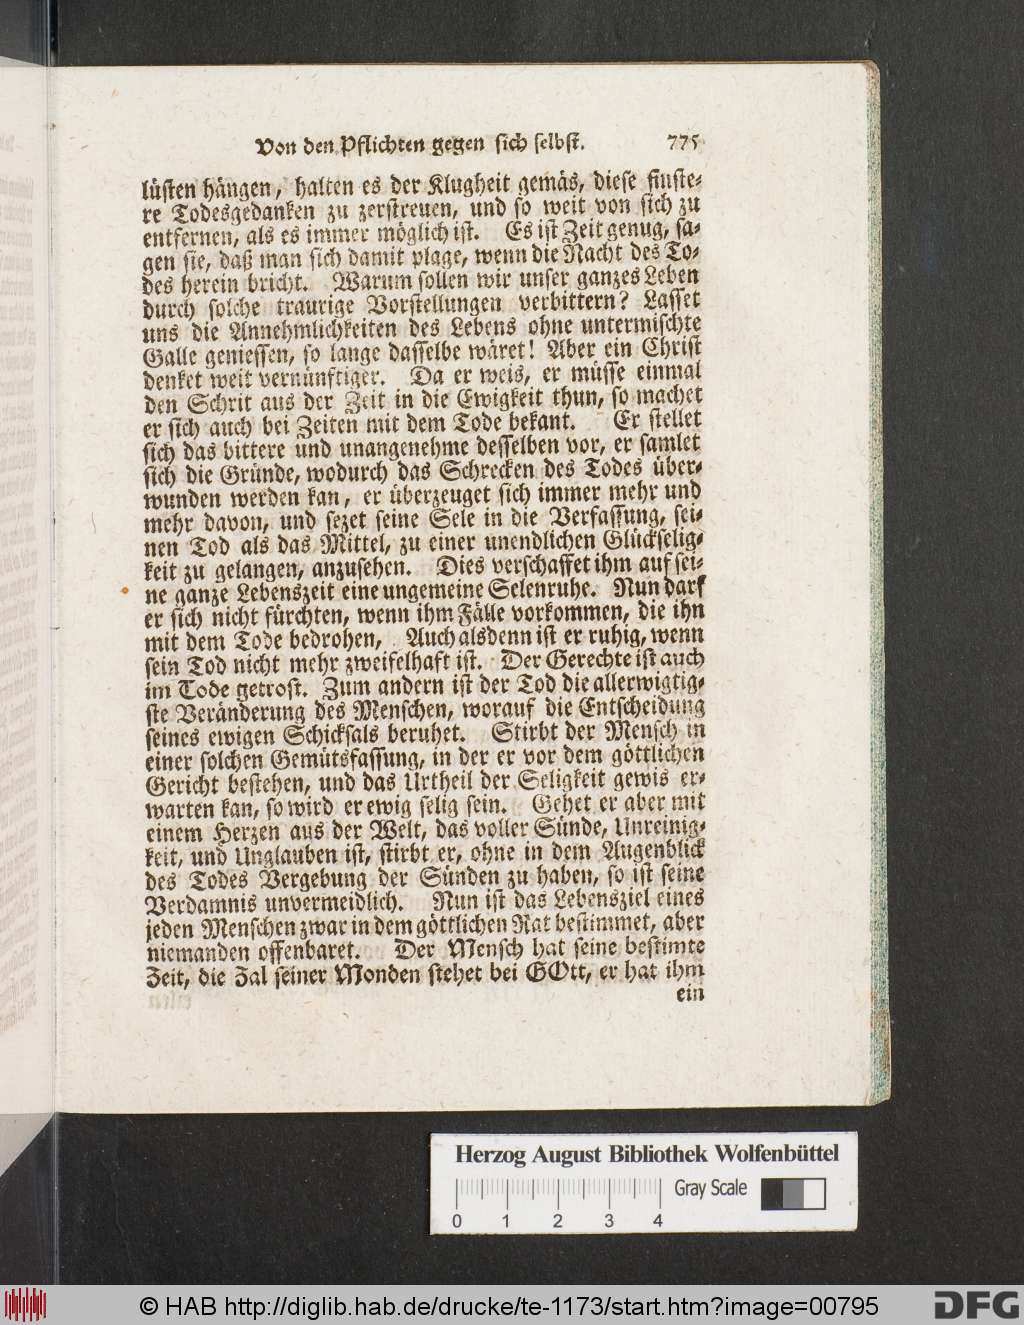 Von den Pflichten gegen sich selbst. 775
lüsten hängen, halten es der Klugheit gemäs, diese finste-
re Todesgedanken zu zerstreuen, und so weit von sich zu
entfernen, als es immer möglich ist. Es ist Zeit genug, sa-
gen sie, daß man sich damit plage, wenn die Nacht des To-
des herein bricht. Warum sollen wir unser ganzes Leben
durch solche traurige Vorstellungen verbittern? Lasset
uns die Annehmlichkeiten des Lebens ohne untermischte
Galle geniessen, so lange dasselbe wäret! Aber ein Christ
denket weit vernünftiger. Da er weis, er müsse einmal
den Schrit aus der Zeit in die Ewigkeit thun, so machet
er sich auch bei Zeiten mit dem Tode bekant. Er stellet
sich das bittere und unangenehme desselben vor, er samlet
sich die Gründe, wodurch das Schrecken des Todes über-
wunden werden kan, er überzeuget sich immer mehr und
mehr davon, und sezet seine Sele in die Verfassung, sei-
nen Tod als das Mittel, zu einer unendlichen Glückselig-
keit zu gelangen, anzusehen. Dies verschaffet ihm auf sei-
ne ganze Lebenszeit eine ungemeine Selenruhe. Nun darf
er sich nicht fürchten, wenn ihm Fälle vorkommen, die ihn
mit dem Tode bedrohen, Auch alsdenn ist er ruhig, wenn
sein Tod nicht mehr zweifelhaft ist. Der Gerechte ist auch
im Tode getrost. Zum andern ist der Tod die allerwigtig-
ste Veränderung des Menschen, worauf die Entscheidung
seines ewigen Schicksals beruhet. Stirbt der Mensch in
einer solchen Gemütsfassung, in der er vor dem göttlichen
Gericht bestehen, und das Urtheil der Seligkeit gewis er-
warten kan, so wird er ewig selig sein. Gehet er aber mit
einem Herzen aus der Welt, das voller Sünde, Unreinig-
keit, und Unglauben ist, stirbt er, ohne in dem Augenblick
des Todes Vergebung der Sünden zu haben, so ist seine
Verdamnis unvermeidlich. Nun ist das Lebensziel eines
jeden Menschen zwar in dem göttlichen Rat bestimmet, aber
niemanden offenbaret. Der Mensch hat seine bestimte
Zeit, die Zal seiner Monden stehet bei GOtt, er hat ihm
ein
Herzog August Bibliothek Wolfenbüttel
Gray Scale
0 1 2 3 4
© HAB http://diglib.hab.de/drucke/te-1173/start.htm?image=00795
DFG